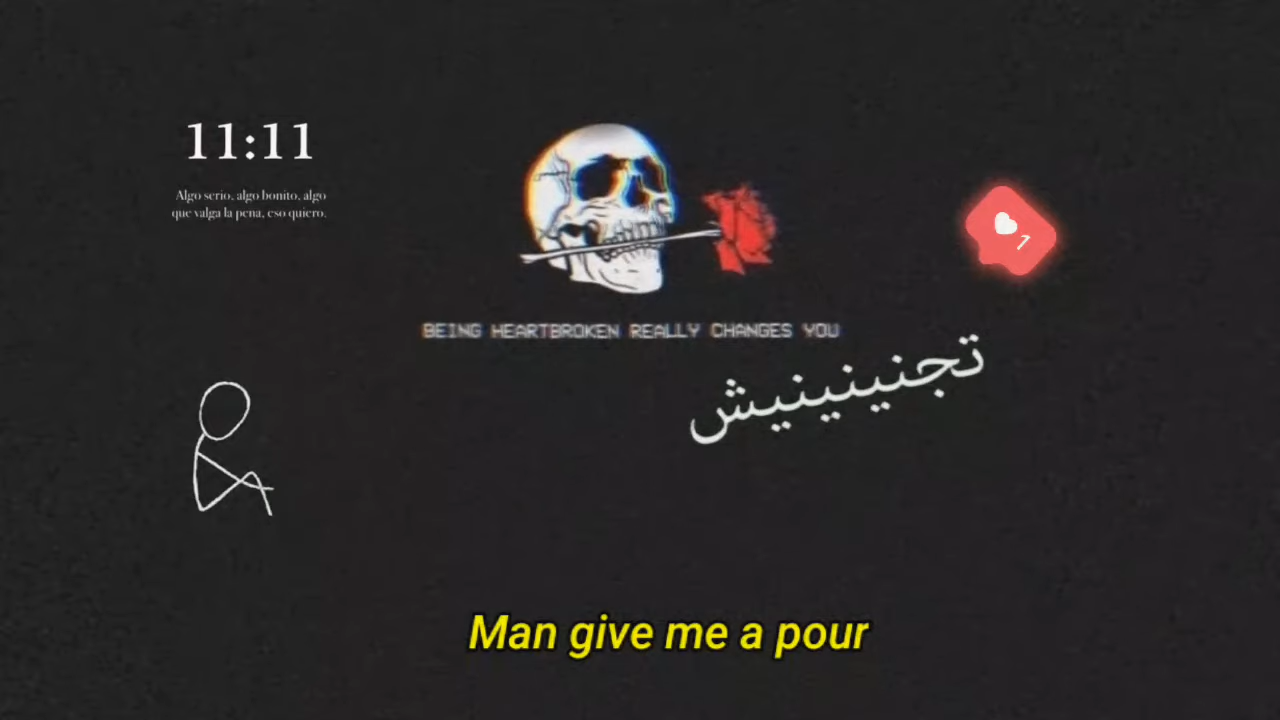 11:11
Algo serio, algo bonito, algo
que valga la pena, eso quiero.
1
BEING HEARTBROKEN REALLY CHANGES YOU
تجنينينيش
Man give me a pour